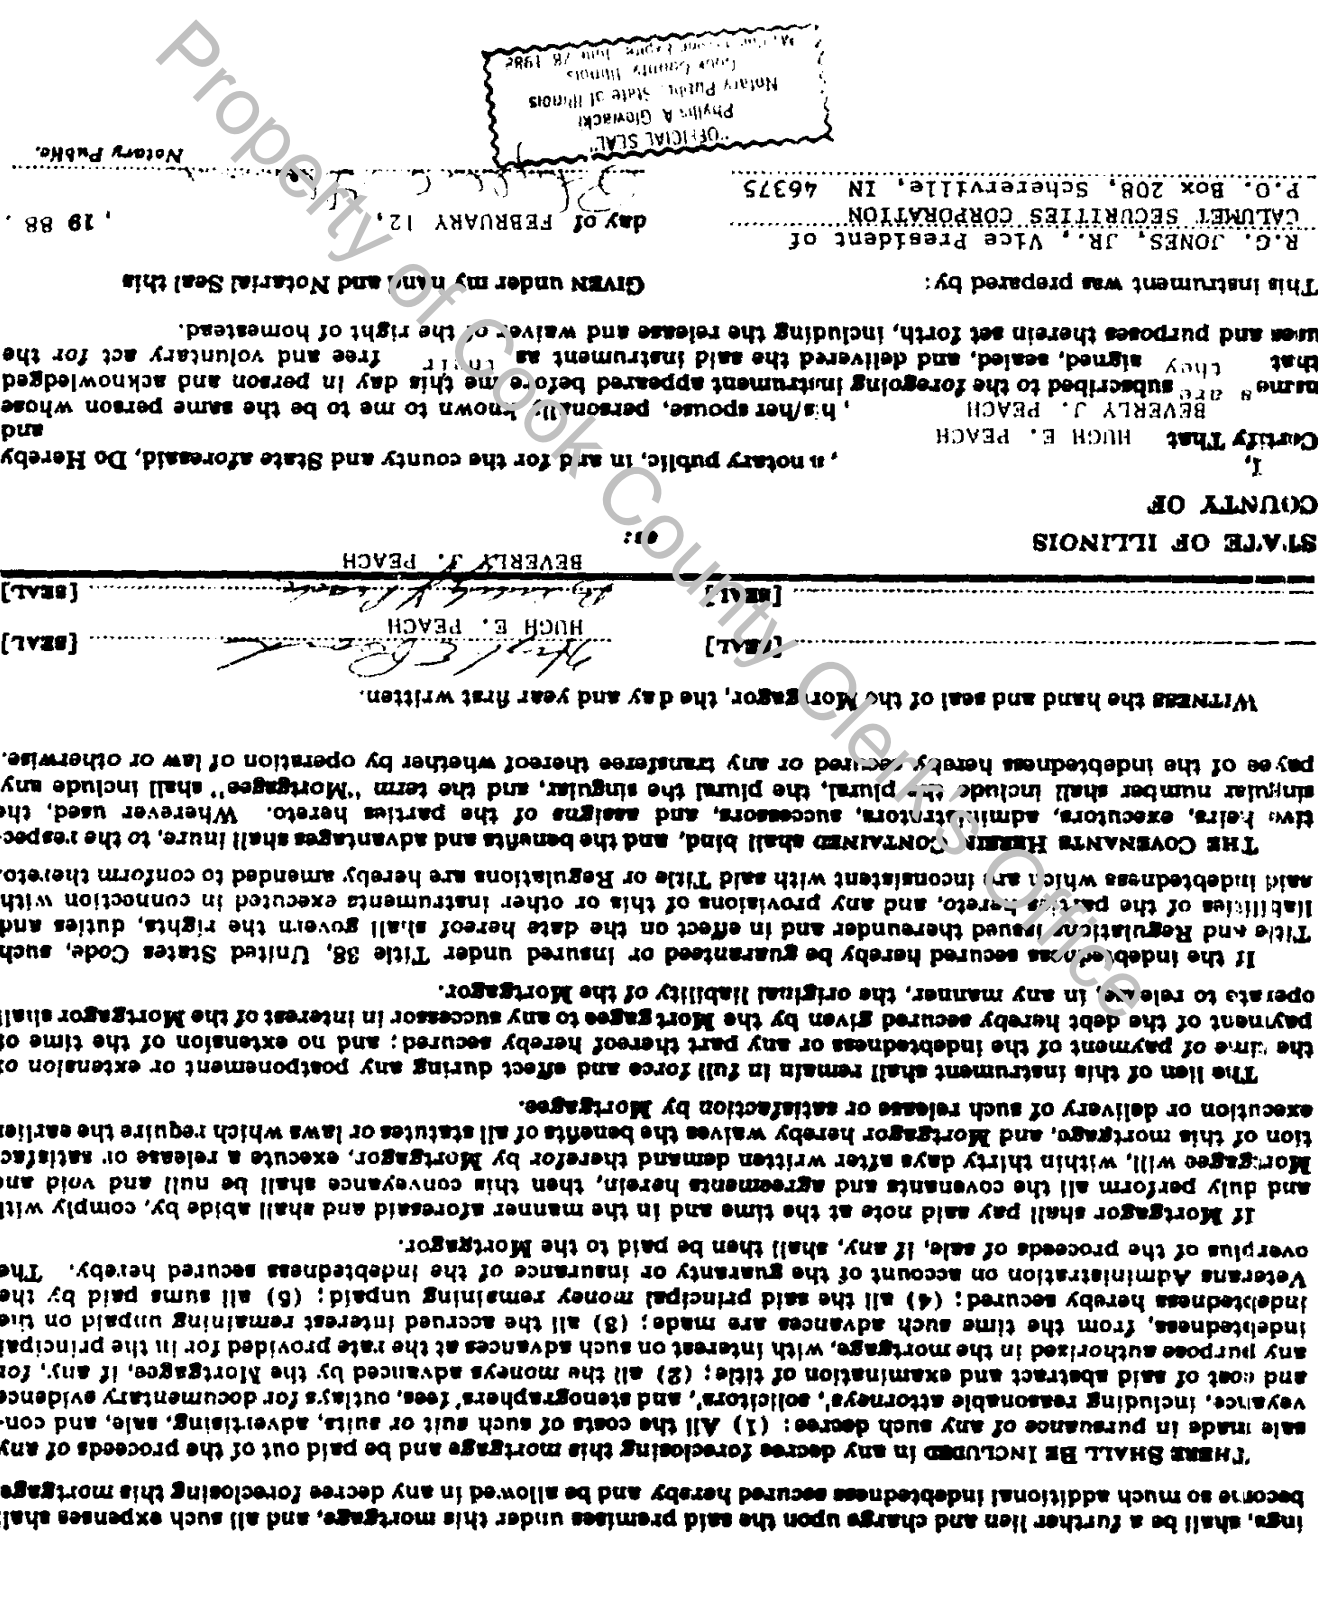 ings, shall be a further lien and charge upon the said premises under this mortgage, and all such expenses shall
become so much additional indebtedness secured hereby and be allowed in any decree foreclosing this mortgage
THERE SHALL BE INCLUDED in any decree foreclosing this mortgage and be paid out of the proceeds of any
sale made in pursuance of any such decree: (1) All the costs of such suit or suits, advertising, sale, and con-
veyance, including reasonable attorneys', solicitors', and stenographers' fees, outlays for documentary evidence
and cost of said abstract and examination of title; (2) all the moneys advanced by the Mortgagee, if any, for
any purpose authorized in the mortgage, with interest on such advances at the rate provided for in the principal
indebtedness, from the time such advances are made; (3) all the accrued interest remaining unpaid on the
indebtedness hereby secured; (4) all the said principal money remaining unpaid; (5) all sums paid by the
Veterans Administration on account of the guaranty or insurance of the indebtedness secured hereby. The
overplus of the proceeds of sale, if any, shall then be paid to the Mortgagor.
If Mortgagor shall pay said note at the time and in the manner aforesaid and shall abide by, comply with
and duly perform all the covenants and agreements herein, then this conveyance shall be null and void and
Mortgagee will, within thirty days after written demand therefor by Mortgagor, execute a release or satisfac
tion of this mortgage, and Mortgagor hereby waives the benefits of all statutes or laws which require the earlier
execution or delivery of such release or satisfaction by Mortgagee.
The lien of this instrument shall remain in full force and effect during any postponement or extension of
the time of payment of the indebtedness or any part thereof hereby secured; and no extension of the time of
payment of the debt hereby secured given by the Mortgagee to any successor in interest of the Mortgagor shall
operate to release, in any manner, the original liability of the Mortgagor.
If the indebtedness secured hereby be guaranteed or insured under Title 38, United States Code, such
Title and Regulations issued thereunder and in effect on the date hereof shall govern the rights, duties and
liabilities of the parties hereto, and any provisions of this or other instruments executed in connection with
said indebtedness which are inconsistent with said Title or Regulations are hereby amended to conform thereto.
THE COVENANTS HEREIN CONTAINED shall bind, and the benefits and advantages shall inure, to the respec-
tive heirs, executors, administrators, successors, and assigns of the parties hereto. Wherever used, the
singular number shall include the plural, the plural the singular, and the term "Mortgagee" shall include any
payee of the indebtedness hereby secured or any transferee thereof whether by operation of law or otherwise.
WITNESS the hand and seal of the Mortgagor, the day and year first written.
[SEAL] Hugh E. Peach [SEAL]
HUGH E. PEACH
[SEAL] Beverly J. Peach [SEAL]
BEVERLY J. PEACH
STATE OF ILLINOIS
ss:
COUNTY OF
I, , a notary public, in and for the county and State aforesaid, Do Hereby
Certify That HUGH E. PEACH and
BEVERLY J. PEACH , his/her spouse, personally known to me to be the same person whose
name s are subscribed to the foregoing instrument appeared before me this day in person and acknowledged
that they signed, sealed, and delivered the said instrument as their free and voluntary act for the
uses and purposes therein set forth, including the release and waiver of the right of homestead.
This instrument was prepared by: GIVEN under my hand and Notarial Seal this
R.G. JONES, JR., Vice President of
CALUMET SECURITIES CORPORATION day of FEBRUARY 12, , 19 88 .
P.O. Box 208, Schererville, IN 46375
Notary Public.
"OFFICIAL SEAL"
Phyllis A Glowacki
Notary Public, State of Illinois
Cook County, Illinois
Property of Cook County Clerk's Office